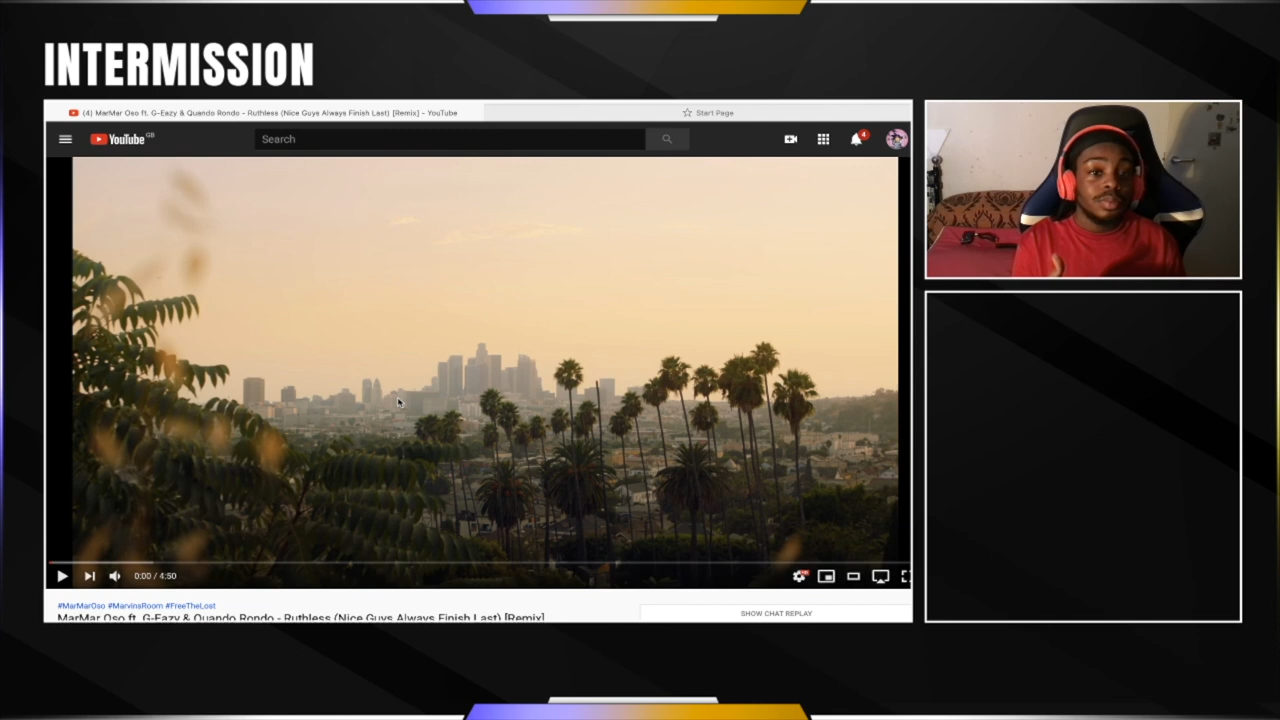 INTERMISSION
(4) MarMar Oso ft. G-Eazy & Quando Rondo - Ruthless (Nice Guys Always Finish Last) [Remix] - YouTube
Start Page
YouTube GB
Search
4
0:00 / 4:50
#MarMarOso #MarvinsRoom #FreeTheLost
SHOW CHAT REPLAY
MarMar Oso ft. G-Eazy & Quando Rondo - Ruthless (Nice Guys Always Finish Last) [Remix]